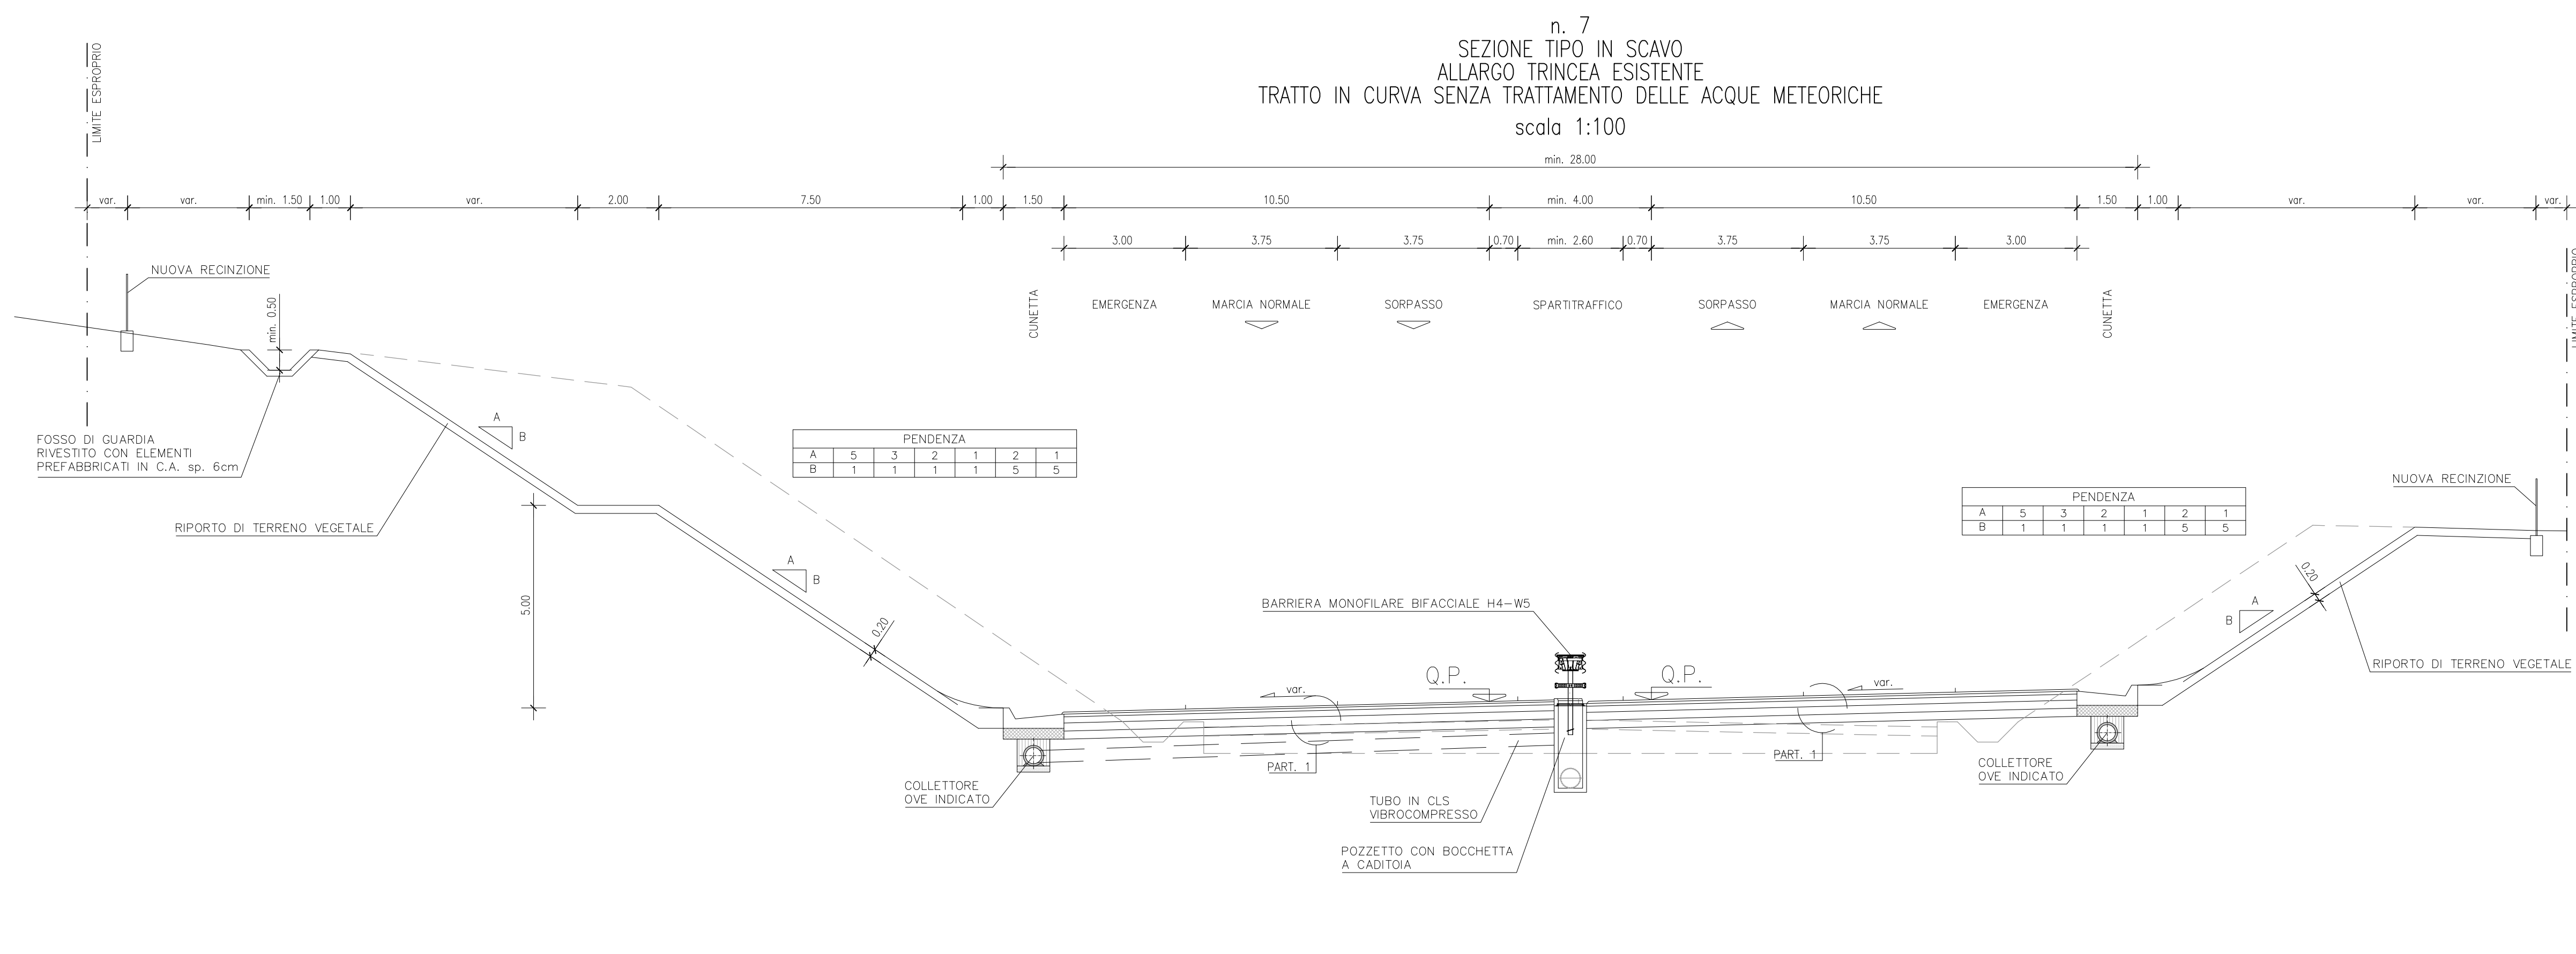 n. 7
SEZIONE TIPO IN SCAVO
ALLARGO TRINCEA ESISTENTE
TRATTO IN CURVA SENZA TRATTAMENTO DELLE ACQUE METEORICHE
scala 1:100
LIMITE ESPROPRIO
min. 28.00
var. var. min. 1.50 1.00 var. 2.00 7.50 1.00 1.50 10.50 min. 4.00 10.50 1.50 1.00 var. var. var.
3.00 3.75 3.75 0.70 min. 2.60 0.70 3.75 3.75 3.00
LIMITE ESPROPRIO
NUOVA RECINZIONE
min. 0.50
CUNETTA
EMERGENZA MARCIA NORMALE SORPASSO SPARTITRAFFICO SORPASSO MARCIA NORMALE EMERGENZA
CUNETTA
FOSSO DI GUARDIA
RIVESTITO CON ELEMENTI
PREFABBRICATI IN C.A. sp. 6cm
A
B
PENDENZA
A 5 3 2 1 2 1
B 1 1 1 1 5 5
RIPORTO DI TERRENO VEGETALE
NUOVA RECINZIONE
PENDENZA
A 5 3 2 1 2 1
B 1 1 1 1 5 5
A
B
5.00
0.20
BARRIERA MONOFILARE BIFACCIALE H4-W5
0.20
A
B
Q.P.
Q.P.
var.
var.
RIPORTO DI TERRENO VEGETALE
PART. 1
PART. 1
COLLETTORE
OVE INDICATO
COLLETTORE
OVE INDICATO
TUBO IN CLS
VIBROCOMPRESSO
POZZETTO CON BOCCHETTA
A CADITOIA